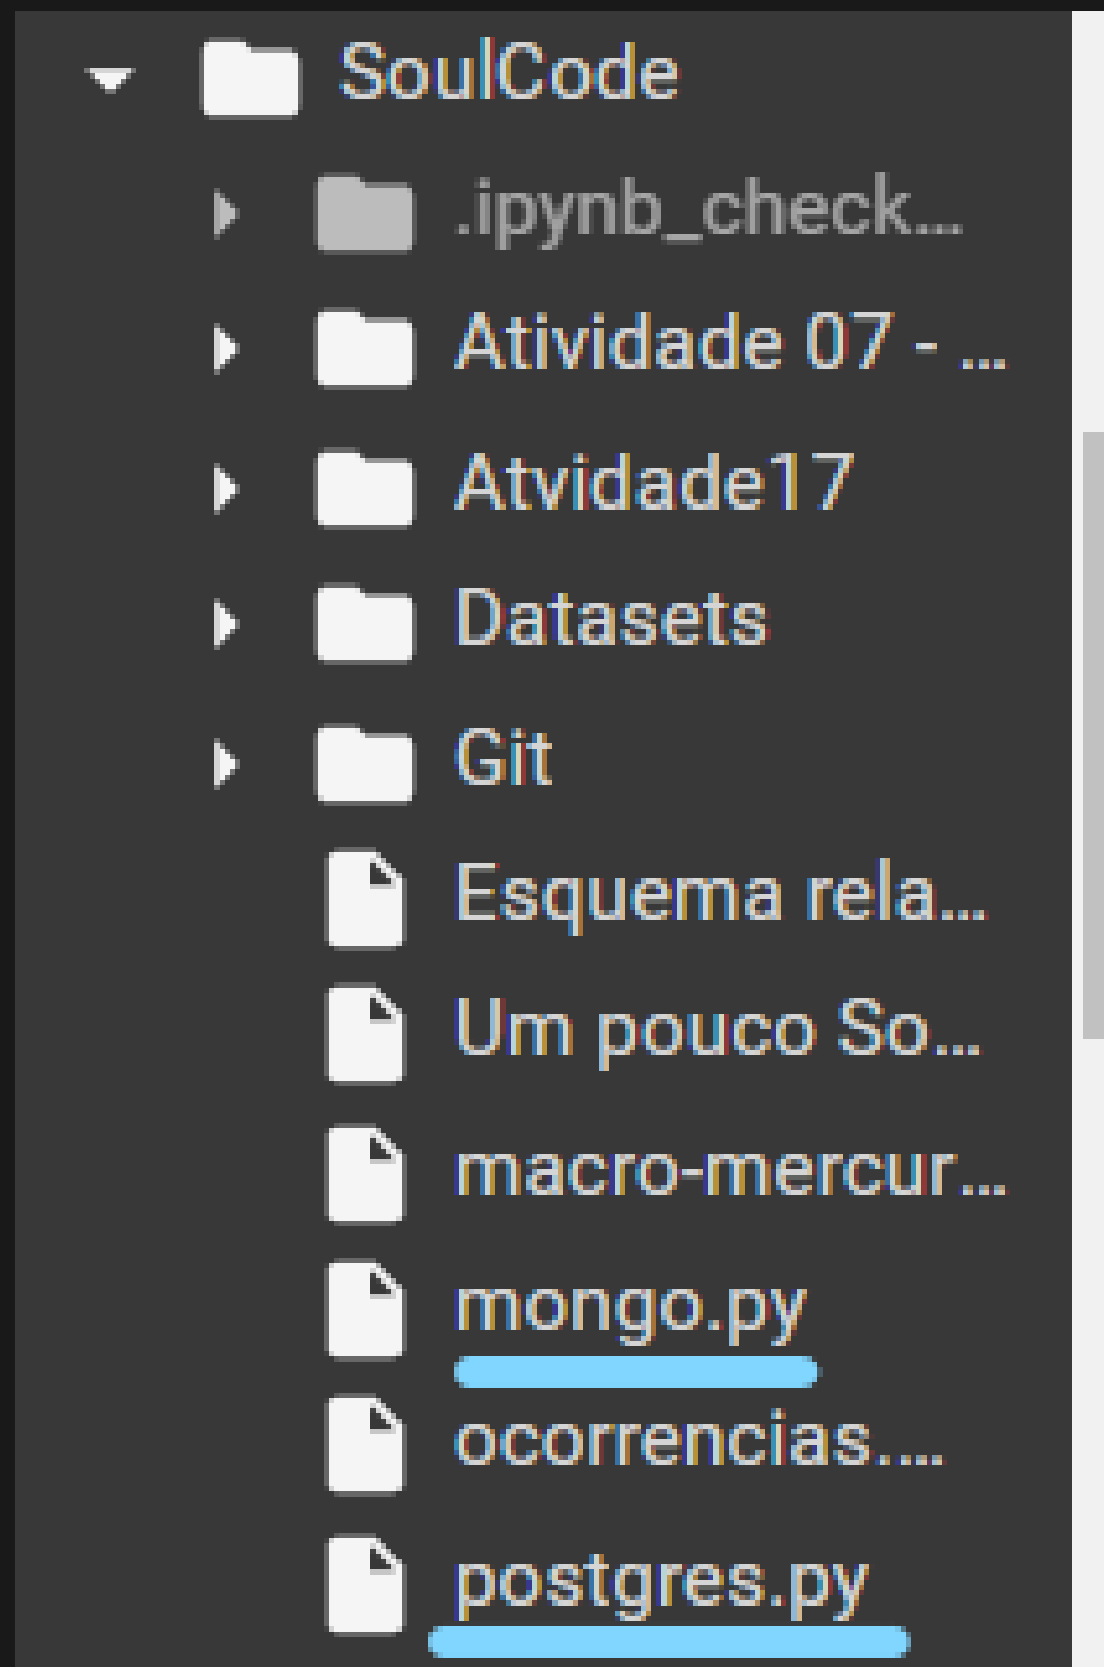 SoulCode
.ipynb_check...
Atividade 07 - ...
Atvidade17
Datasets
Git
Esquema rela...
Um pouco So...
macro-mercur...
mongo.py
ocorrencias....
postgres.py